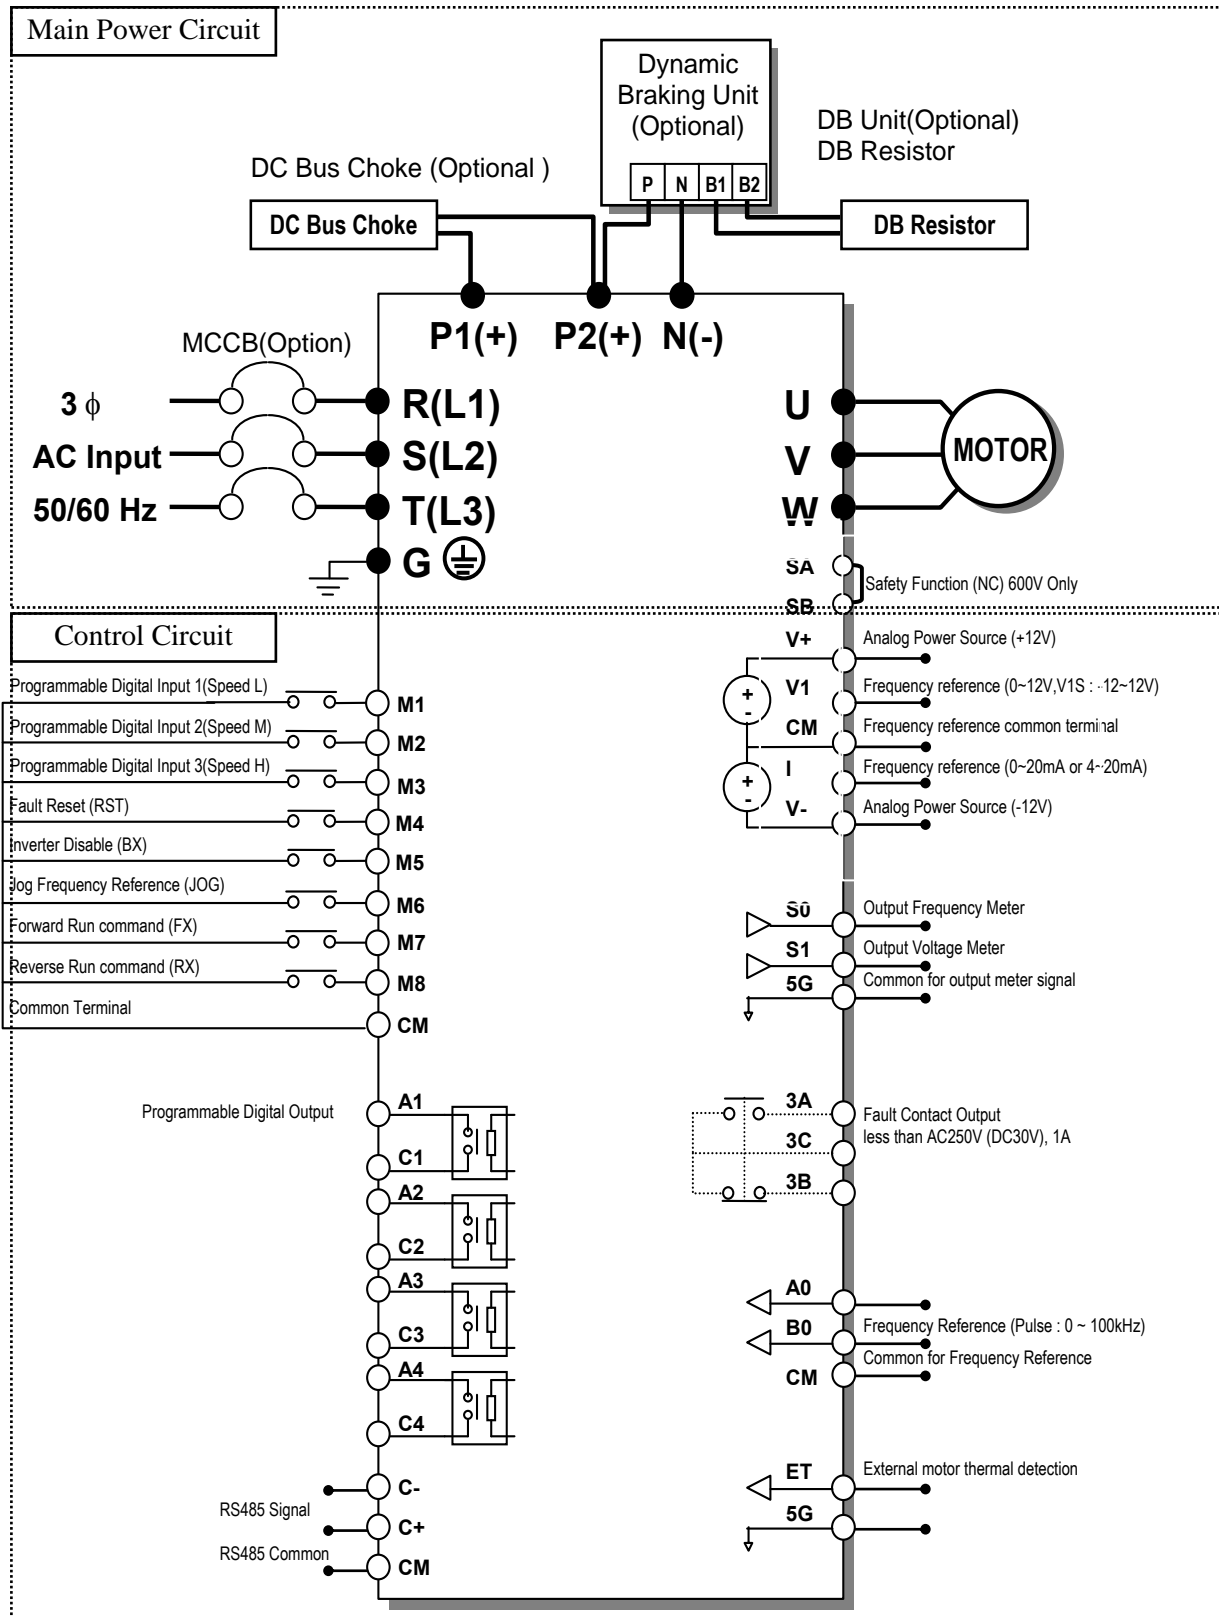 Main Power Circuit
Dynamic
Braking Unit
(Optional)
P N B1 B2
DB Unit(Optional)
DB Resistor
DC Bus Choke (Optional )
DC Bus Choke
DB Resistor
P1(+) P2(+) N(-)
MCCB(Option)
3 ϕ
AC Input
50/60 Hz
R(L1)
S(L2)
T(L3)
G
U
V
W
MOTOR
SA
SB
Safety Function (NC) 600V Only
Control Circuit
Programmable Digital Input 1(Speed L)
M1
Programmable Digital Input 2(Speed M)
M2
Programmable Digital Input 3(Speed H)
M3
Fault Reset (RST)
M4
Inverter Disable (BX)
M5
Jog Frequency Reference (JOG)
M6
Forward Run command (FX)
M7
Reverse Run command (RX)
M8
Common Terminal
CM
V+
Analog Power Source (+12V)
V1
Frequency reference (0~12V,V1S : -12~12V)
CM
Frequency reference common terminal
I
Frequency reference (0~20mA or 4~20mA)
V-
Analog Power Source (-12V)
+
-
+
-
S0
Output Frequency Meter
S1
Output Voltage Meter
5G
Common for output meter signal
Programmable Digital Output
A1
C1
A2
C2
A3
C3
A4
C4
3A
3C
3B
Fault Contact Output
less than AC250V (DC30V), 1A
A0
B0
Frequency Reference (Pulse : 0 ~ 100kHz)
Common for Frequency Reference
CM
ET
External motor thermal detection
5G
C-
RS485 Signal
C+
RS485 Common
CM